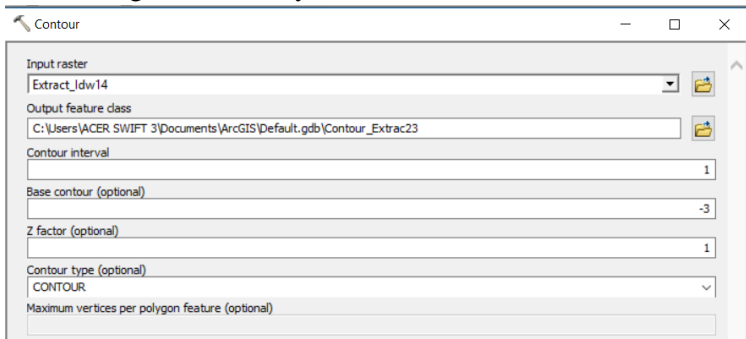 Contour
Input raster
Extract_Idw14
Output feature class
C:\Users\ACER SWIFT 3\Documents\ArcGIS\Default.gdb\Contour_Extrac23
Contour interval
1
Base contour (optional)
-3
Z factor (optional)
1
Contour type (optional)
CONTOUR
Maximum vertices per polygon feature (optional)